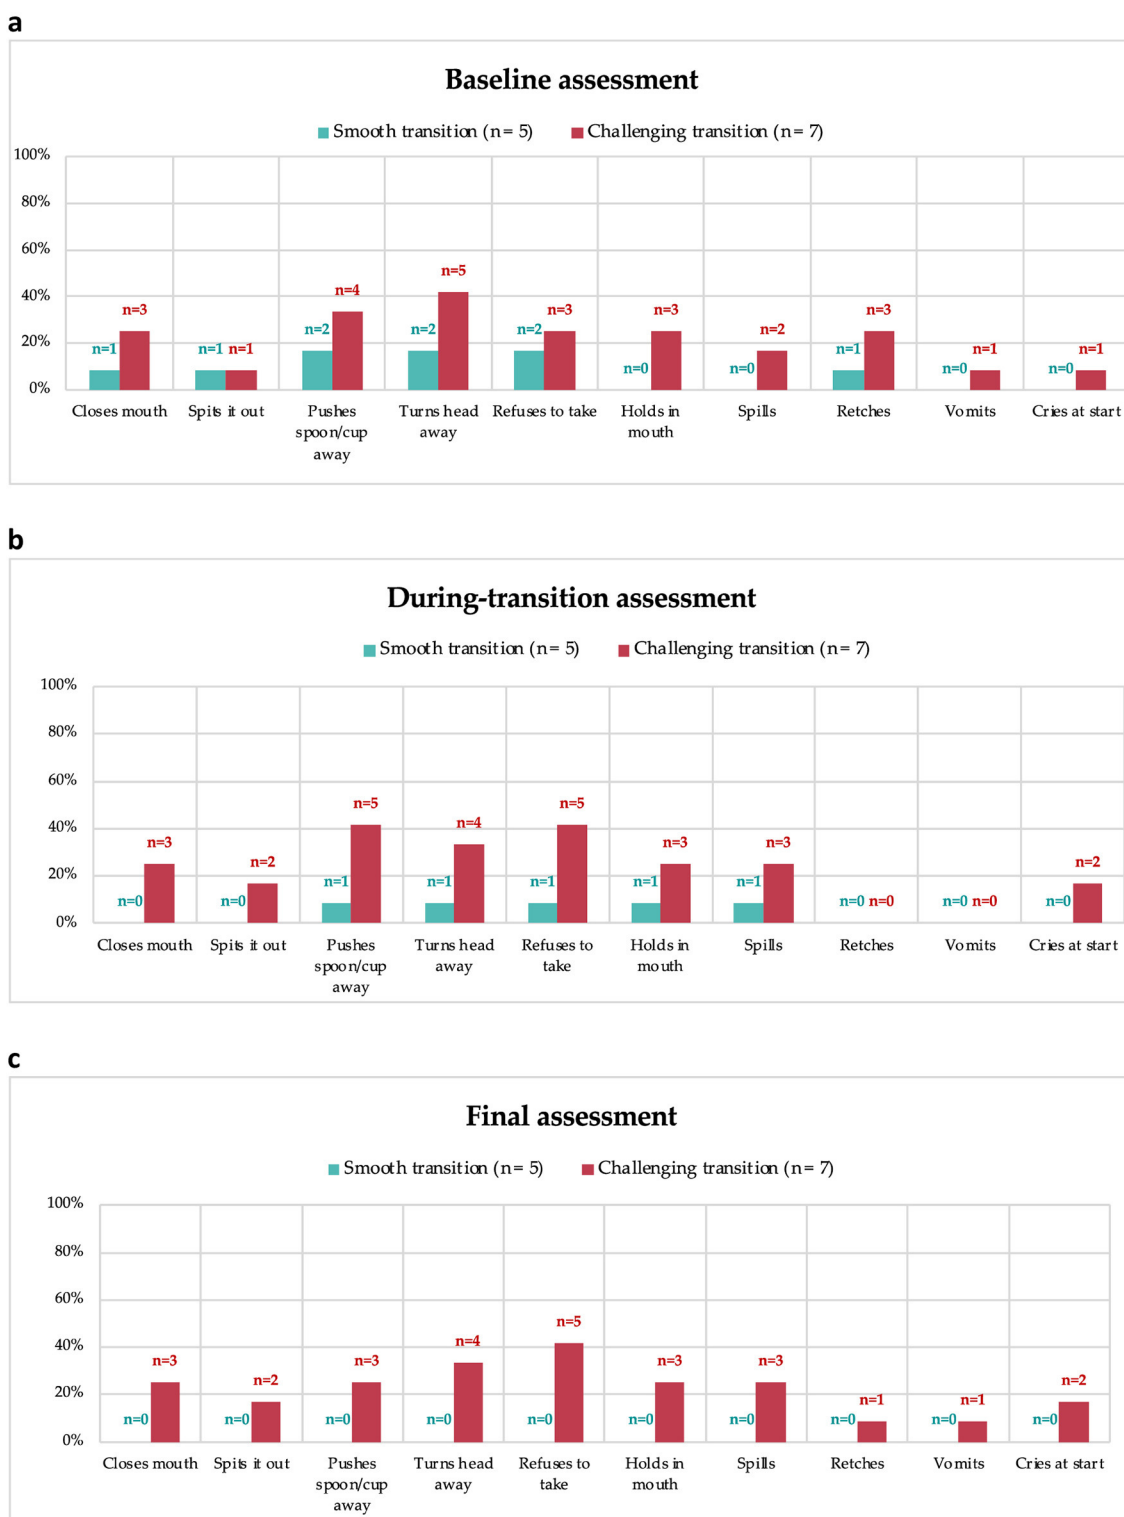 a
Baseline assessment
Smooth transition (n= 5) Challenging transition (n= 7)
100%
80%
60%
40%
20%
0%
n=1 n=3
n=1 n=1
n=2 n=4
n=2 n=5
n=2 n=3
n=0 n=3
n=0 n=2
n=1 n=3
n=0 n=1
n=0 n=1
Closes mouth
Spits it out
Pushes
spoon/cup
away
Turns head
away
Refuses to take
Holds in
mouth
Spills
Retches
Vomits
Cries at start
b
During-transition assessment
Smooth transition (n= 5) Challenging transition (n= 7)
100%
80%
60%
40%
20%
0%
n=0 n=3
n=0 n=2
n=1 n=5
n=1 n=4
n=1 n=5
n=1 n=3
n=1 n=3
n=0 n=0
n=0 n=0
n=0 n=2
Closes mouth
Spits it out
Pushes
spoon/cup
away
Turns head
away
Refuses to
take
Holds in
mouth
Spills
Retches
Vomits
Cries at start
c
Final assessment
Smooth transition (n= 5) Challenging transition (n= 7)
100%
80%
60%
40%
20%
0%
n=0 n=3
n=0 n=2
n=0 n=3
n=0 n=4
n=0 n=5
n=0 n=3
n=0 n=3
n=0 n=1
n=0 n=1
n=0 n=2
Closes mouth
Spits it out
Pushes
spoon/cup
away
Turns head
away
Refuses to
take
Holds in
mouth
Spills
Retches
Vomits
Cries at start